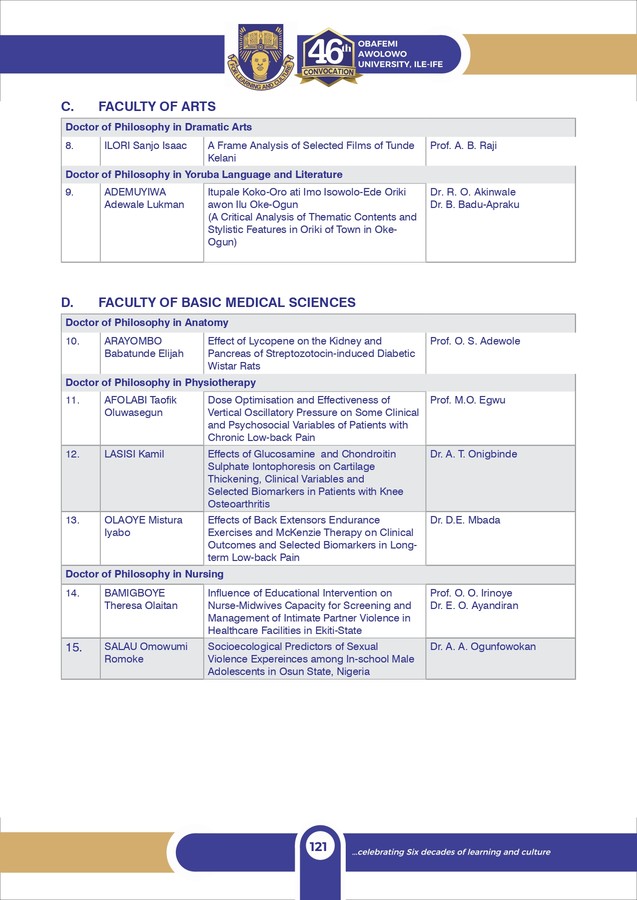 FOR LEARNING AND CULTURE
46th
CONVOCATION
OBAFEMI
AWOLOWO
UNIVERSITY, ILE-IFE
C. FACULTY OF ARTS
Doctor of Philosophy in Dramatic Arts
8. ILORI Sanjo Isaac A Frame Analysis of Selected Films of Tunde Prof. A. B. Raji
Kelani
Doctor of Philosophy in Yoruba Language and Literature
9. ADEMUYIWA Itupale Koko-Oro ati Imo Isowolo-Ede Oriki Dr. R. O. Akinwale
Adewale Lukman awon Ilu Oke-Ogun Dr. B. Badu-Apraku
(A Critical Analysis of Thematic Contents and
Stylistic Features in Oriki of Town in Oke-
Ogun)
D. FACULTY OF BASIC MEDICAL SCIENCES
Doctor of Philosophy in Anatomy
10. ARAYOMBO Effect of Lycopene on the Kidney and Prof. O. S. Adewole
Babatunde Elijah Pancreas of Streptozotocin-induced Diabetic
Wistar Rats
Doctor of Philosophy in Physiotherapy
11. AFOLABI Taofik Dose Optimisation and Effectiveness of Prof. M.O. Egwu
Oluwasegun Vertical Oscillatory Pressure on Some Clinical
and Psychosocial Variables of Patients with
Chronic Low-back Pain
12. LASISI Kamil Effects of Glucosamine and Chondroitin Dr. A. T. Onigbinde
Sulphate Iontophoresis on Cartilage
Thickening, Clinical Variables and
Selected Biomarkers in Patients with Knee
Osteoarthritis
13. OLAOYE Mistura Effects of Back Extensors Endurance Dr. D.E. Mbada
Iyabo Exercises and McKenzie Therapy on Clinical
Outcomes and Selected Biomarkers in Long-
term Low-back Pain
Doctor of Philosophy in Nursing
14. BAMIGBOYE Influence of Educational Intervention on Prof. O. O. Irinoye
Theresa Olaitan Nurse-Midwives Capacity for Screening and Dr. E. O. Ayandiran
Management of Intimate Partner Violence in
Healthcare Facilities in Ekiti-State
15. SALAU Omowumi Socioecological Predictors of Sexual Dr. A. A. Ogunfowokan
Romoke Violence Expereinces among In-school Male
Adolescents in Osun State, Nigeria
121
...celebrating Six decades of learning and culture